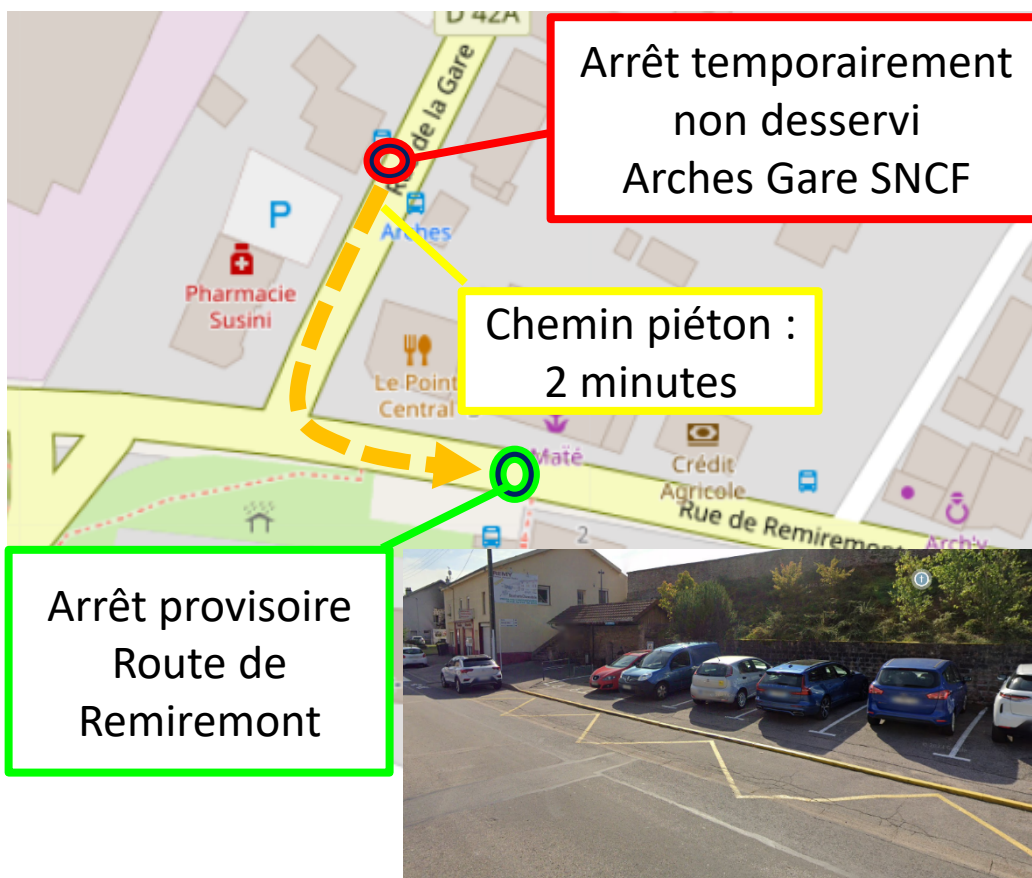 D 42A
Arrêt temporairement
non desservi
Arches Gare SNCF
Rue de la Gare
P
Arches
Pharmacie
Susini
Chemin piéton :
2 minutes
Le Point
Central
Maté
Crédit
Agricole
Rue de Remiremont
Arch'y
2
Arrêt provisoire
Route de
Remiremont